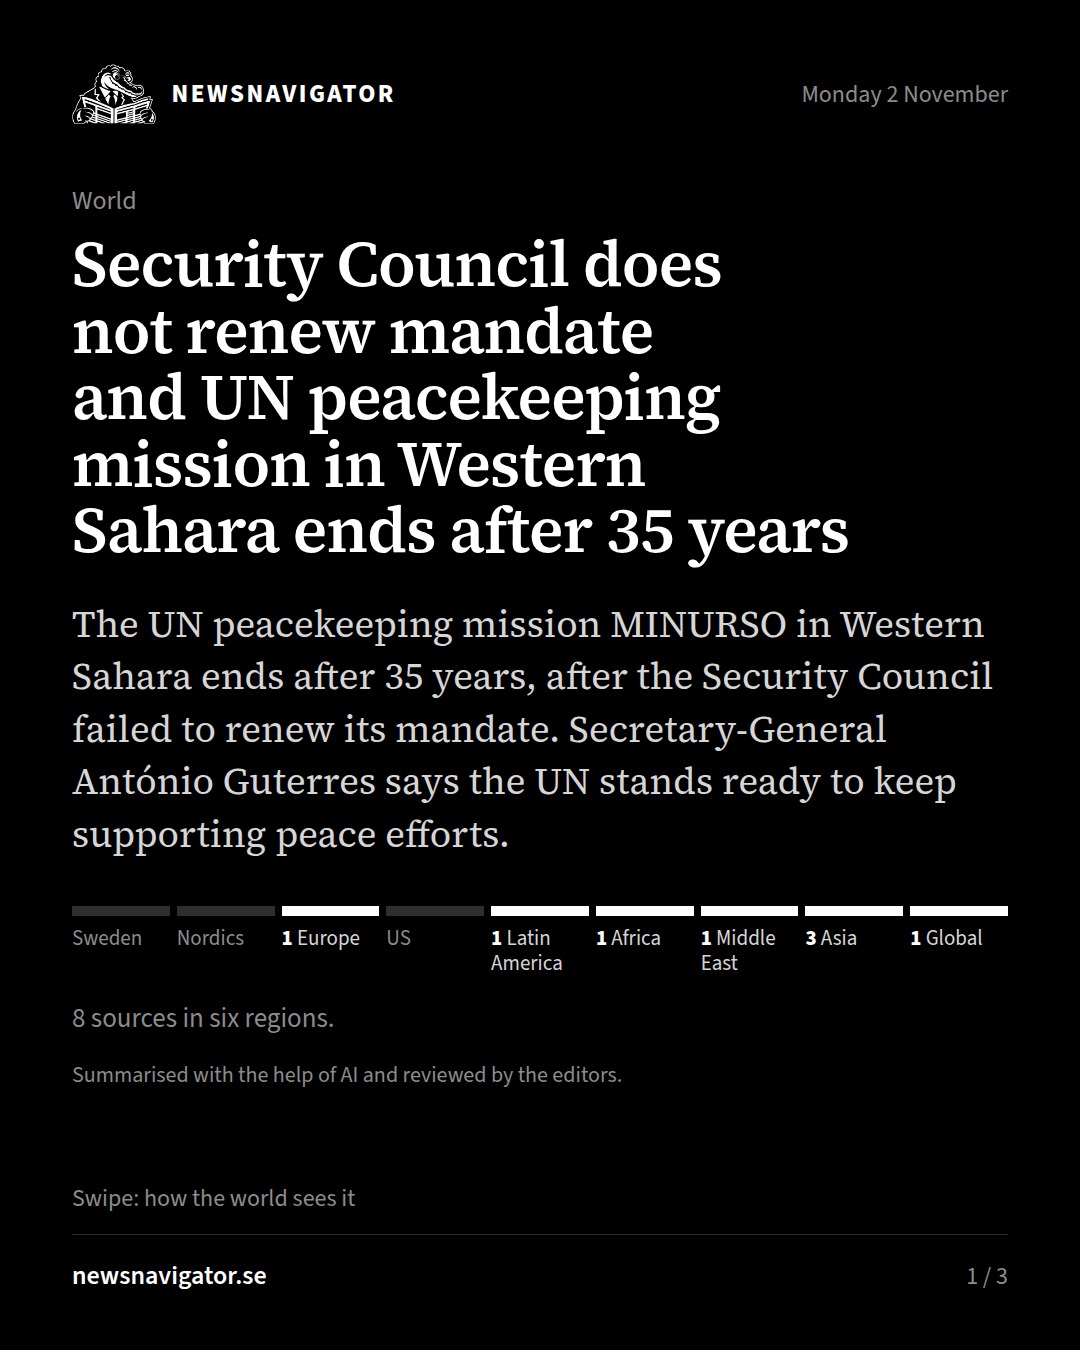 NEWSNAVIGATOR
Monday 2 November
World
Security Council does
not renew mandate
and UN peacekeeping
mission in Western
Sahara ends after 35 years
The UN peacekeeping mission MINURSO in Western
Sahara ends after 35 years, after the Security Council
failed to renew its mandate. Secretary-General
António Guterres says the UN stands ready to keep
supporting peace efforts.
Sweden
Nordics
1 Europe
US
1 Latin
America
1 Africa
1 Middle
East
3 Asia
1 Global
8 sources in six regions.
Summarised with the help of AI and reviewed by the editors.
Swipe: how the world sees it
newsnavigator.se
1 / 3